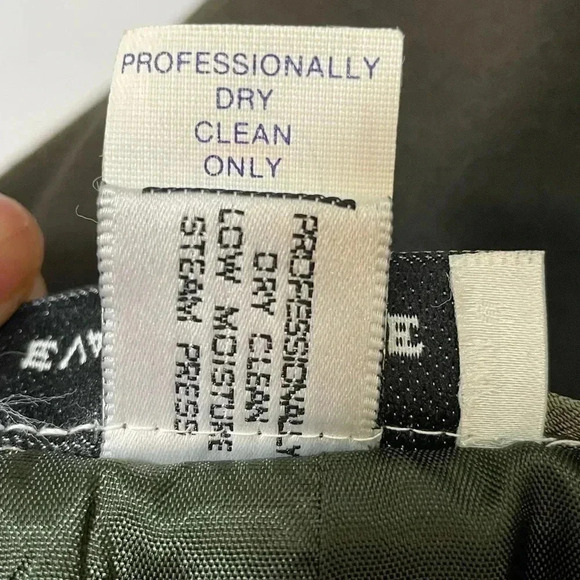 PROFESSIONALLY
DRY
CLEAN
ONLY
PROFESSIONALLY
DRY CLEAN
LOW MOISTURE
STEAM PRESS